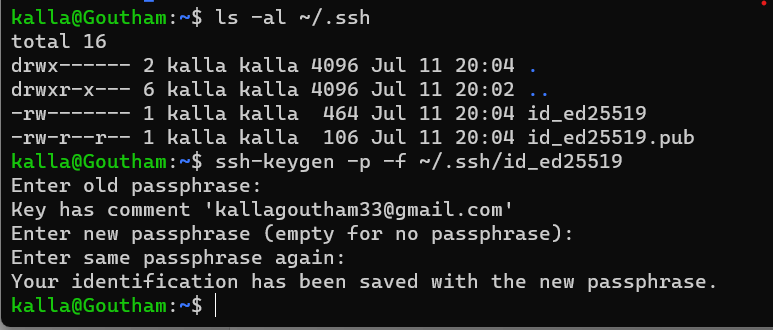 kalla@Goutham:~$ ls -al ~/.ssh
total 16
drwx------ 2 kalla kalla 4096 Jul 11 20:04 .
drwxr-x--- 6 kalla kalla 4096 Jul 11 20:02 ..
-rw------- 1 kalla kalla  464 Jul 11 20:04 id_ed25519
-rw-r--r-- 1 kalla kalla  106 Jul 11 20:04 id_ed25519.pub
kalla@Goutham:~$ ssh-keygen -p -f ~/.ssh/id_ed25519
Enter old passphrase:
Key has comment 'kallagoutham33@gmail.com'
Enter new passphrase (empty for no passphrase):
Enter same passphrase again:
Your identification has been saved with the new passphrase.
kalla@Goutham:~$